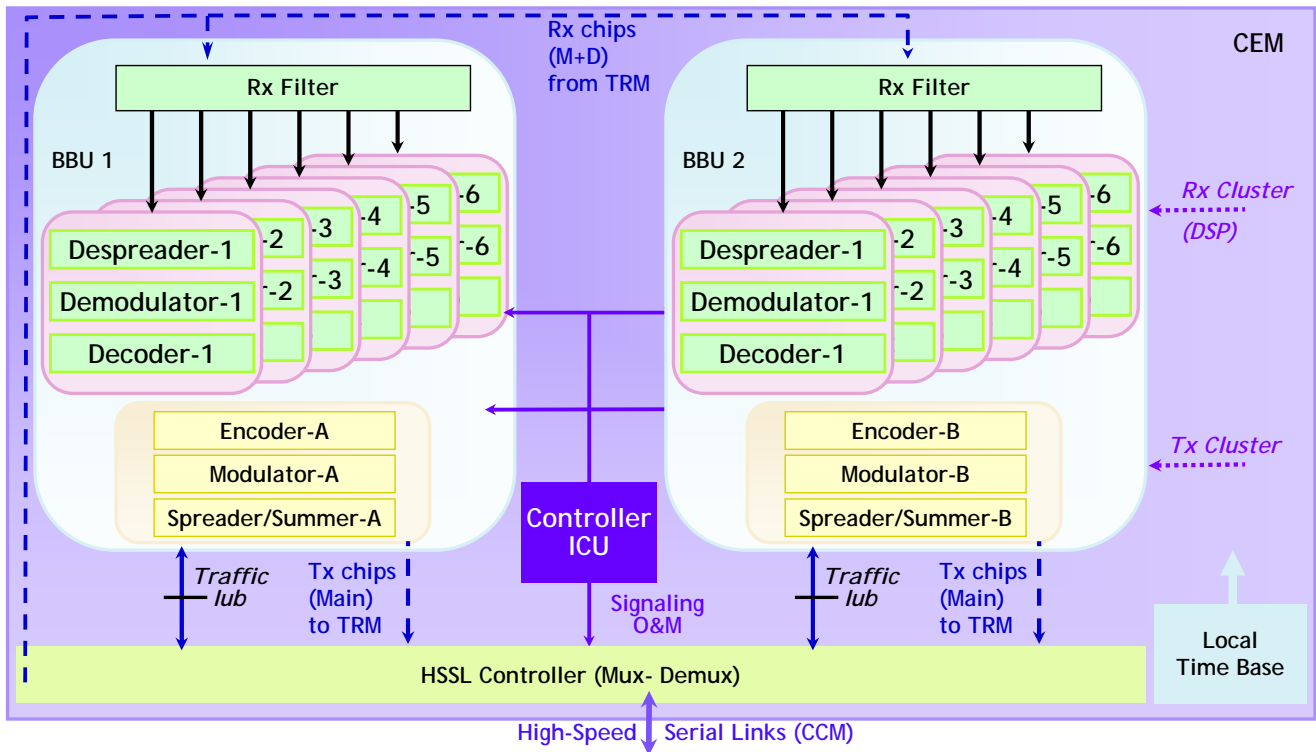 CEM
Rx chips
(M+D)
from TRM
Rx Filter
BBU 1
-6
-5
-4
-3
-2
Despreader-1
r-6
r-5
r-4
r-3
r-2
Demodulator-1
Decoder-1
Encoder-A
Modulator-A
Spreader/Summer-A
Traffic
Iub
Tx chips
(Main)
to TRM
Controller
ICU
Signaling
O&M
Rx Filter
BBU 2
-6
-5
-4
-3
-2
Despreader-1
r-6
r-5
r-4
r-3
r-2
Demodulator-1
Decoder-1
Encoder-B
Modulator-B
Spreader/Summer-B
Traffic
Iub
Tx chips
(Main)
to TRM
Rx Cluster
(DSP)
Tx Cluster
Local
Time Base
HSSL Controller (Mux- Demux)
High-Speed Serial Links (CCM)